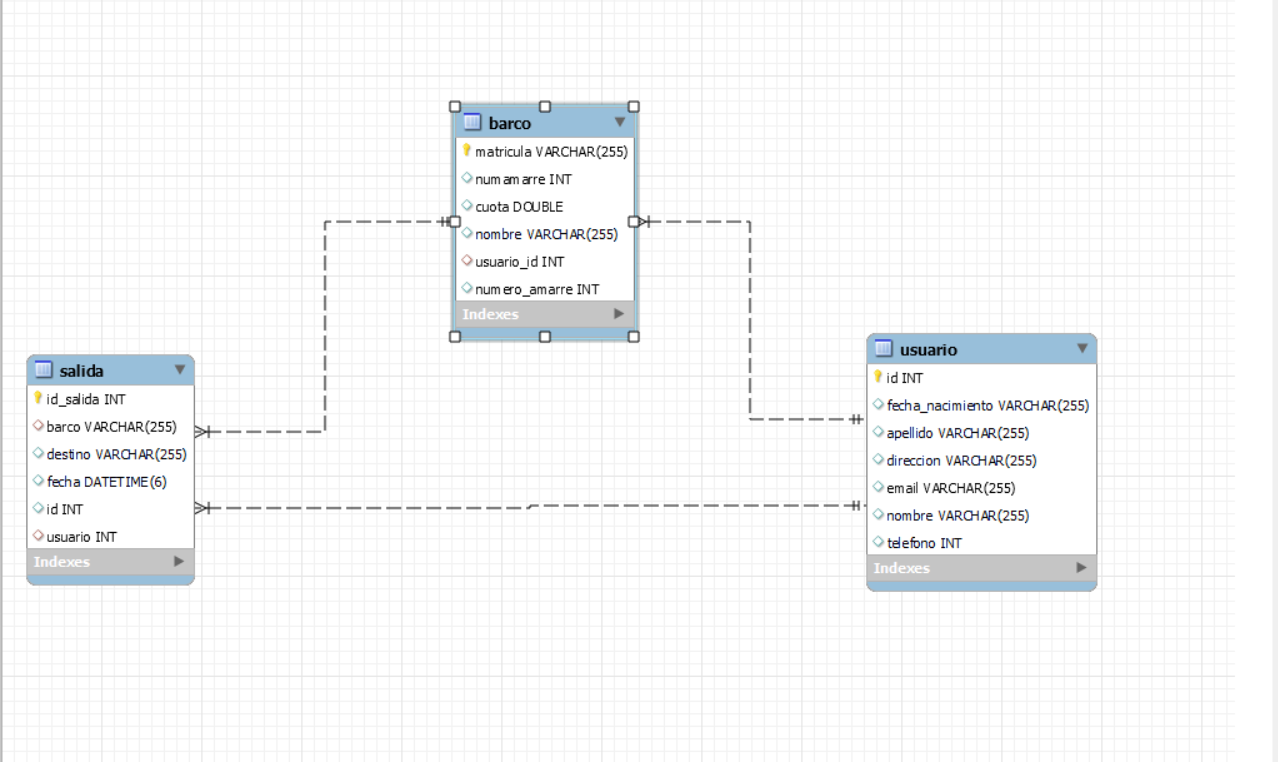 barco
matricula VARCHAR(255)
numamarre INT
cuota DOUBLE
nombre VARCHAR(255)
usuario_id INT
numero_amarre INT
Indexes
salida
id_salida INT
barco VARCHAR(255)
destino VARCHAR(255)
fecha DATETIME(6)
id INT
usuario INT
Indexes
usuario
id INT
fecha_nacimiento VARCHAR(255)
apellido VARCHAR(255)
direccion VARCHAR(255)
email VARCHAR(255)
nombre VARCHAR(255)
telefono INT
Indexes